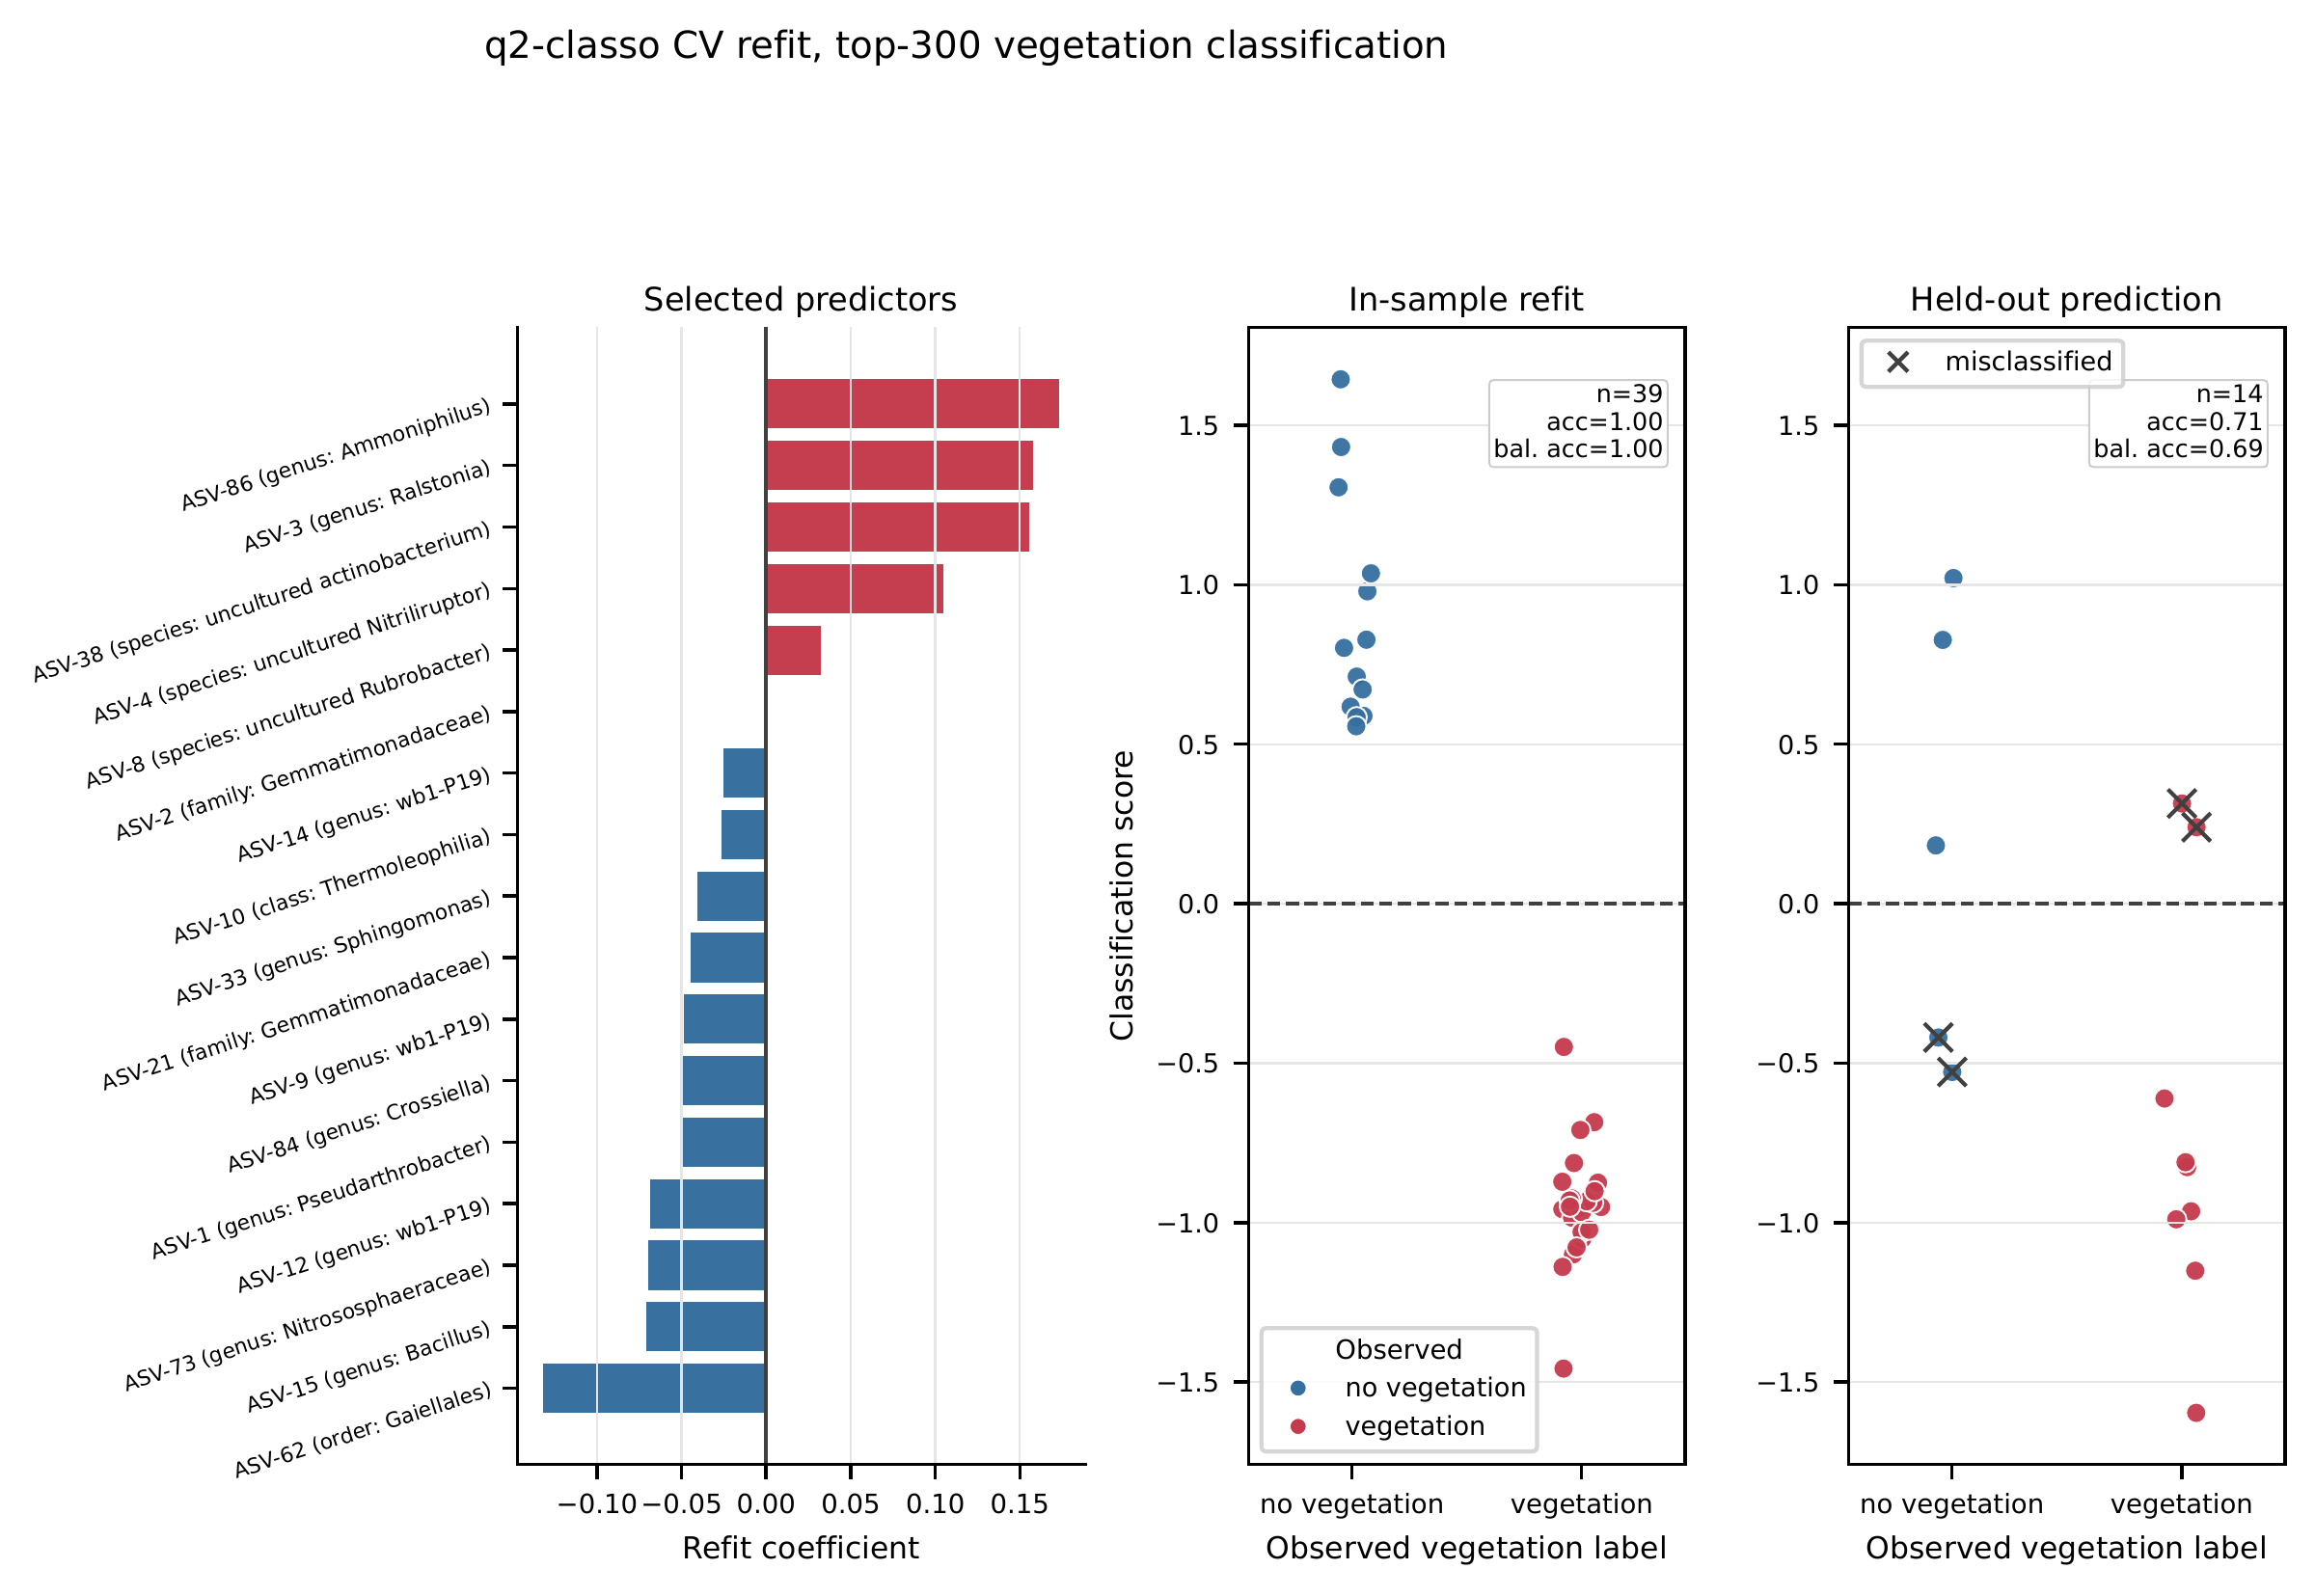 q2-classo CV refit, top-300 vegetation classification
Selected predictors
ASV-86 (genus: Ammoniphilus)
ASV-3 (genus: Ralstonia)
ASV-38 (species: uncultured actinobacterium)
ASV-4 (species: uncultured Nitriliruptor)
ASV-8 (species: uncultured Rubrobacter)
ASV-2 (family: Gemmatimonadaceae)
ASV-14 (genus: wb1-P19)
ASV-10 (class: Thermoleophilia)
ASV-33 (genus: Sphingomonas)
ASV-21 (family: Gemmatimonadaceae)
ASV-9 (genus: wb1-P19)
ASV-84 (genus: Crossiella)
ASV-1 (genus: Pseudarthrobacter)
ASV-12 (genus: wb1-P19)
ASV-73 (genus: Nitrososphaeraceae)
ASV-15 (genus: Bacillus)
ASV-62 (order: Gaiellales)
−0.10 −0.05 0.00 0.05 0.10 0.15
Refit coefficient
In-sample refit
Classification score
1.5
1.0
0.5
0.0
−0.5
−1.0
−1.5
n=39
acc=1.00
bal. acc=1.00
Observed
no vegetation
vegetation
no vegetation vegetation
Observed vegetation label
Held-out prediction
1.5
1.0
0.5
0.0
−0.5
−1.0
−1.5
misclassified
n=14
acc=0.71
bal. acc=0.69
no vegetation vegetation
Observed vegetation label